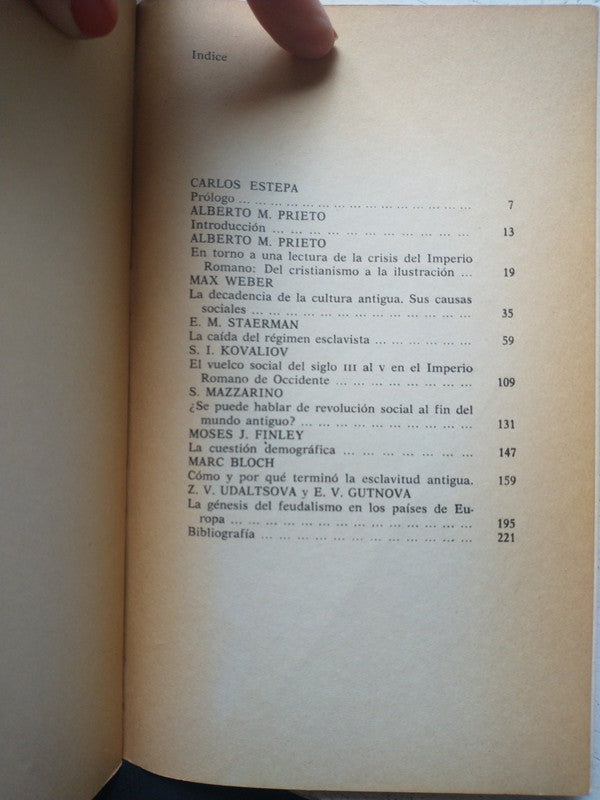 Indice
CARLOS ESTEPA
Prólogo ... ... ... ... ... ... ... ... ... ... ... ... ... ... 7
ALBERTO M. PRIETO
Introducción ... ... ... ... ... ... ... ... ... ... ... ... 13
ALBERTO M. PRIETO
En torno a una lectura de la crisis del Imperio
Romano: Del cristianismo a la ilustración ... 19
MAX WEBER
La decadencia de la cultura antigua. Sus causas
sociales ... ... ... ... ... ... ... ... ... ... ... ... ... 35
E. M. STAERMAN
La caída del régimen esclavista ... ... ... ... ... ... 59
S. I. KOVALIOV
El vuelco social del siglo III al V en el Imperio
Romano de Occidente ... ... ... ... ... ... ... ... 109
S. MAZZARINO
¿Se puede hablar de revolución social al fin del
mundo antiguo? ... ... ... ... ... ... ... ... ... ... 131
MOSES J. FINLEY
La cuestión demográfica ... ... ... ... ... ... ... ... 147
MARC BLOCH
Cómo y por qué terminó la esclavitud antigua. 159
Z. V. UDALTSOVA y E. V. GUTNOVA
La génesis del feudalismo en los países de Eu-
ropa ... ... ... ... ... ... ... ... ... ... ... ... ... ... 195
Bibliografía ... ... ... ... ... ... ... ... ... ... ... ... 221